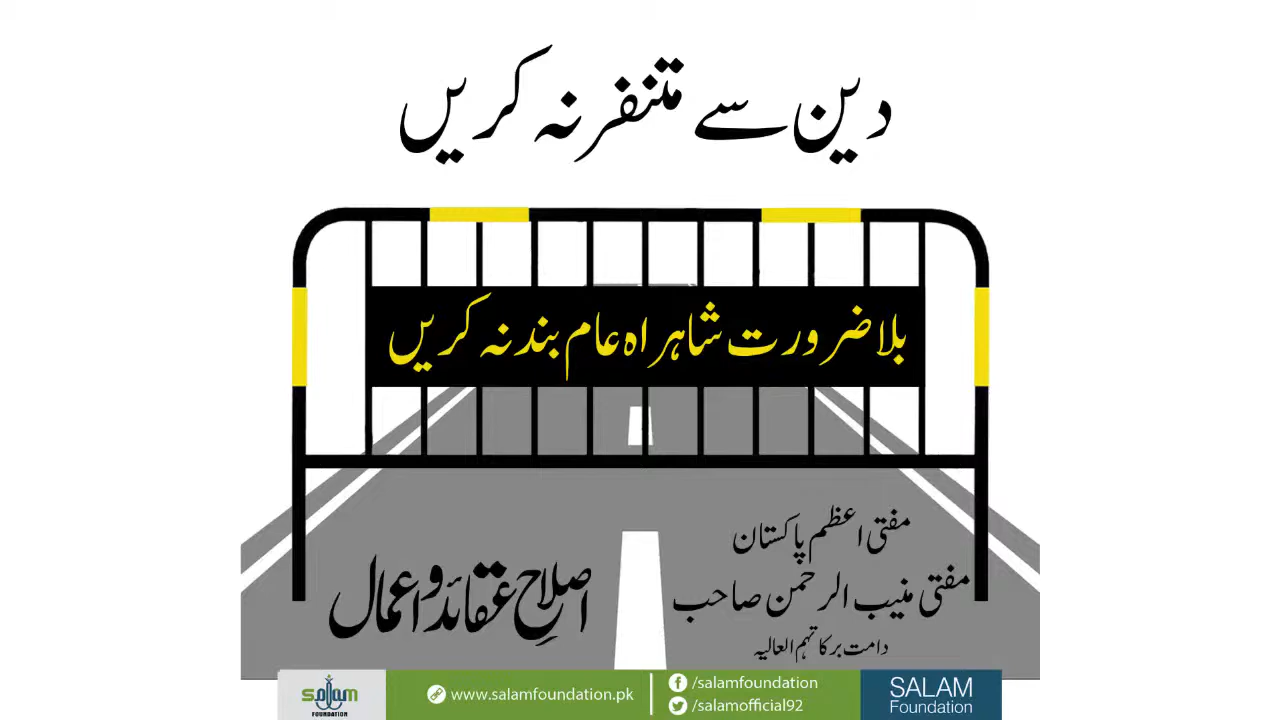 دین سے متنفر نہ کریں
بلا ضرورت شاہراہ عام بند نہ کریں
مفتی اعظم پاکستان
مفتی منیب الرحمن صاحب
دامت برکاتہم العالیہ
اصلاحِ عقائد و اعمال
salam
FOUNDATION
www.salamfoundation.pk
/salamfoundation
/salamofficial92
SALAM
Foundation